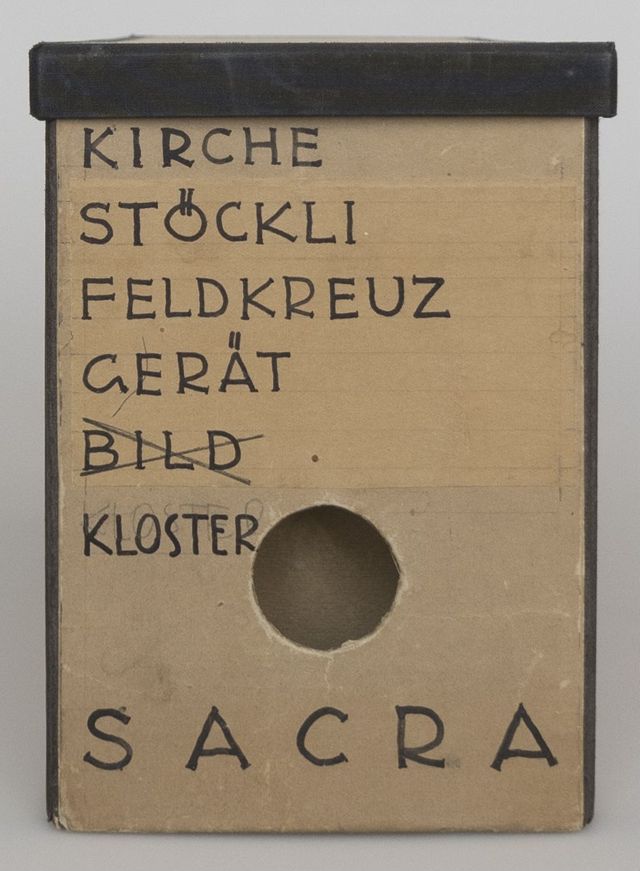 KIRCHE
STÖCKLI
FELDKREUZ
GERÄT
BILD
KLOSTER
SACRA